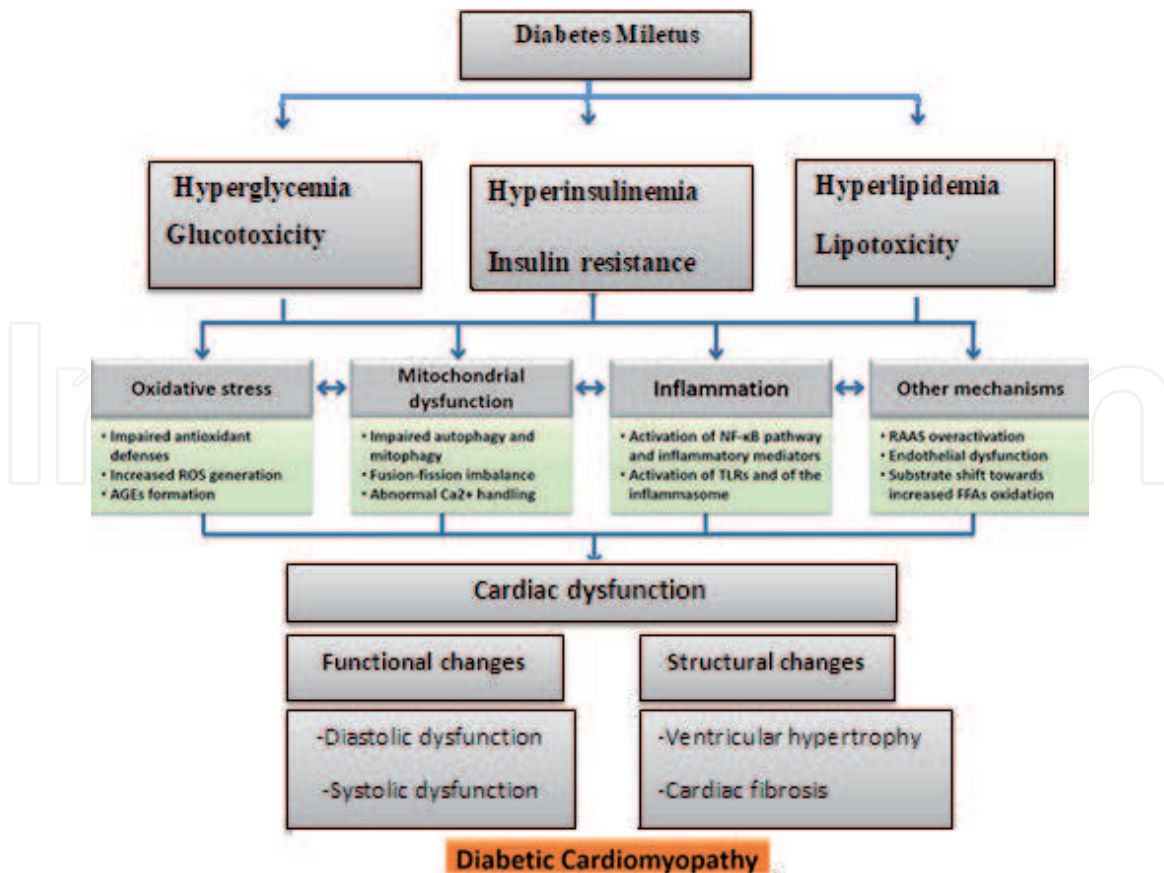 Diabetes Miletus
Hyperglycemia
Glucotoxicity
Hyperinsulinemia
Insulin resistance
Hyperlipidemia
Lipotoxicity
Oxidative stress
• Impaired antioxidant
defenses
• Increased ROS generation
• AGEs formation
Mitochondrial
dysfunction
• Impaired autophagy and
mitophagy
• Fusion-fission imbalance
• Abnormal Ca2+ handling
Inflammation
• Activation of NF-κB pathway
and inflammatory mediators
• Activation of TLRs and of the
inflammasome
Other mechanisms
• RAAS overactivation
• Endothelial dysfunction
• Substrate shift towards
increased FFAs oxidation
Cardiac dysfunction
Functional changes
-Diastolic dysfunction
-Systolic dysfunction
Structural changes
-Ventricular hypertrophy
-Cardiac fibrosis
Diabetic Cardiomyopathy